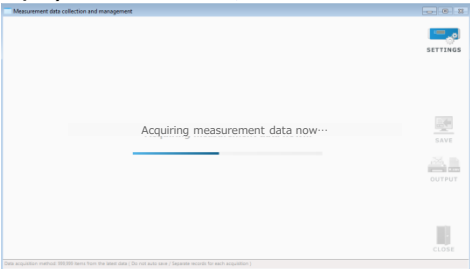 Measurement data collection and management
SETTINGS
Acquiring measurement data now…
SAVE
OUTPUT
CLOSE
Data acquisition method: 999,999 items from the latest data | Do not auto save | Separate records for each acquisition |